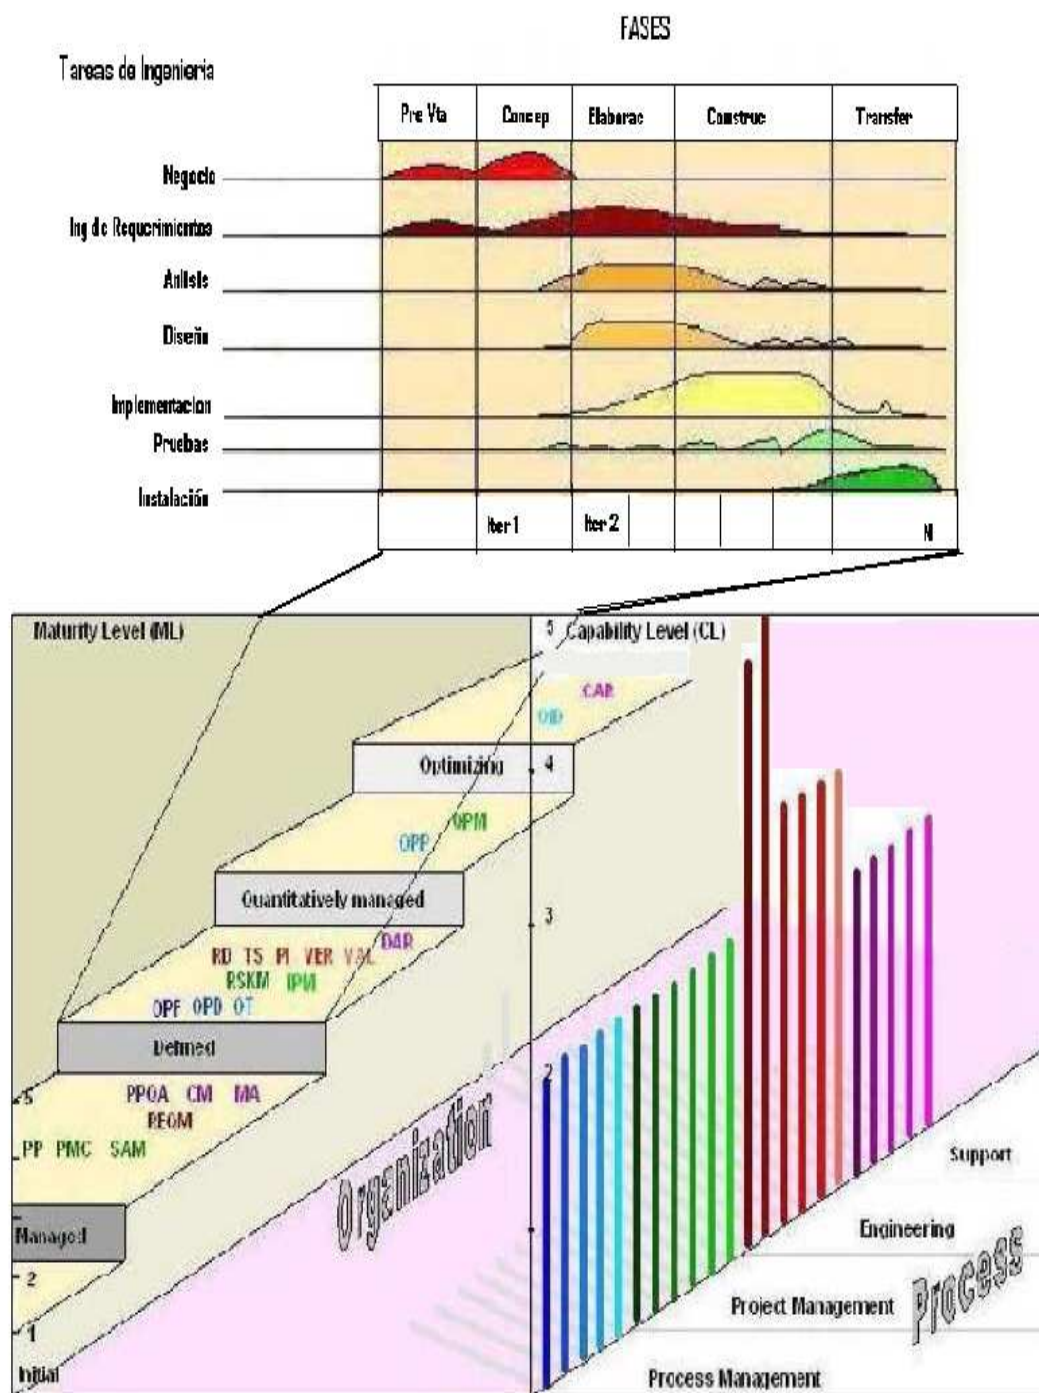 FASES
Tareas de Ingenieria
Pre Vta Concep Elaborac Construc Transfer
Negocio
Ing de Requerimientos
Diseño
Implementacion
Pruebas
Instalación
Iter 1 Iter 2 N
Maturity Level (ML)
5 Capability Level (CL)
CAR
OID
Optimizing 4
OPM
OPP
Quantitatively managed
3
DAR
RD TS PI VER VAL
RSKM IPM
OPF OPD OT
Defined
2
5
PPQA CM MA
REQM
PP PMC SAM
Organization
Support
Managed
Engineering
Process
2
Project Management
1
Initial
Process Management